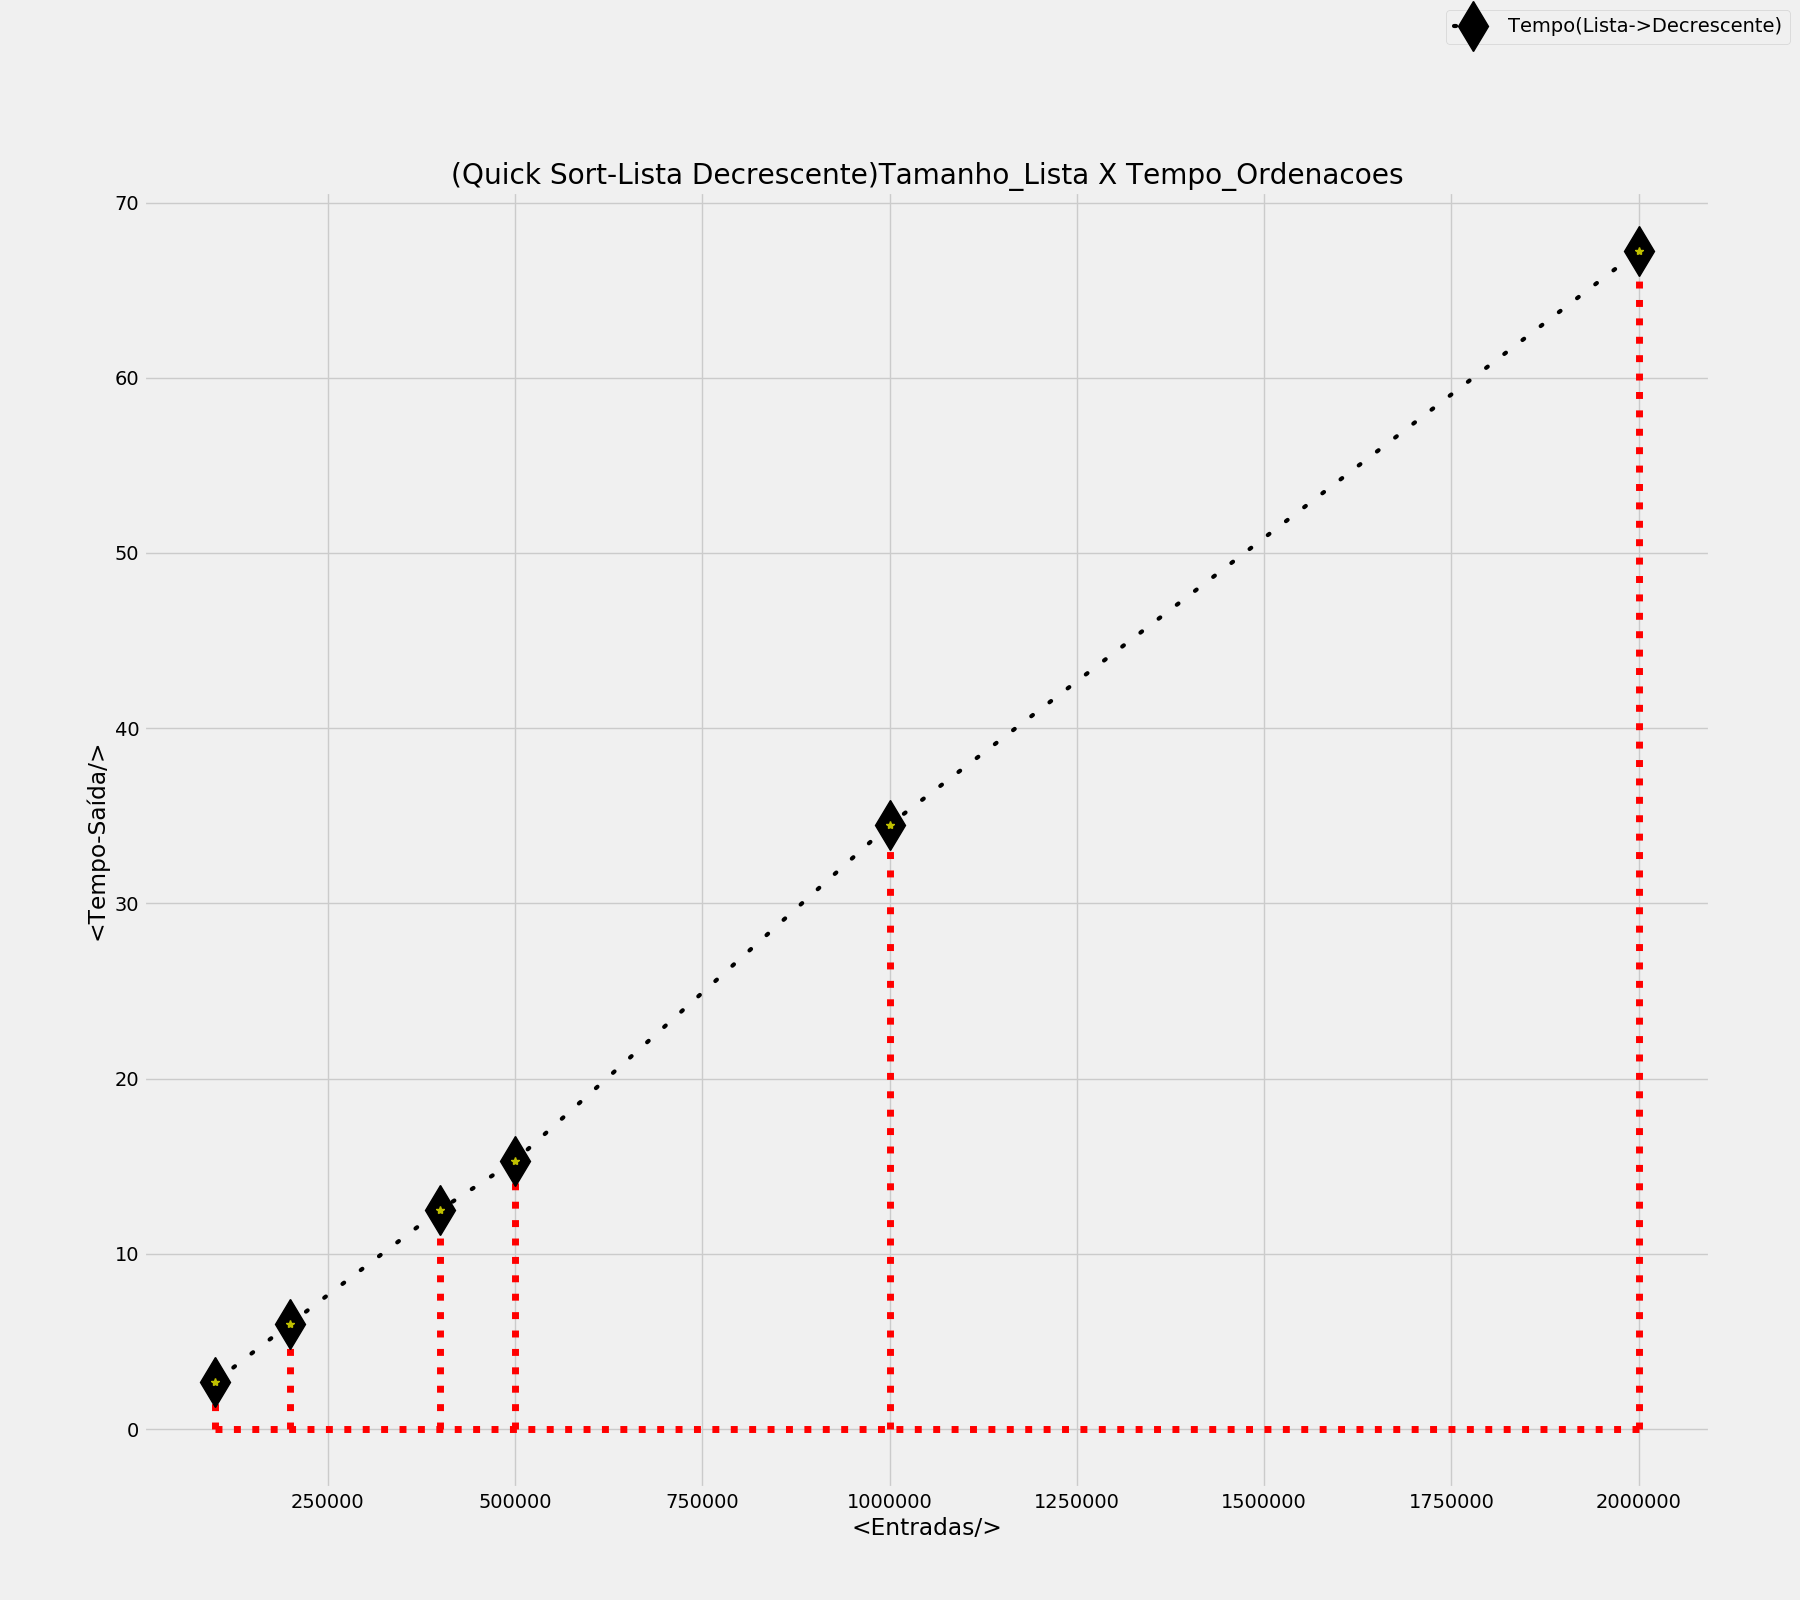 Tempo(Lista->Decrescente)
(Quick Sort-Lista Decrescente)Tamanho_Lista X Tempo_Ordenacoes
70
60
50
40
30
20
10
0
<Tempo-Saída/>
250000 500000 750000 1000000 1250000 1500000 1750000 2000000
<Entradas/>